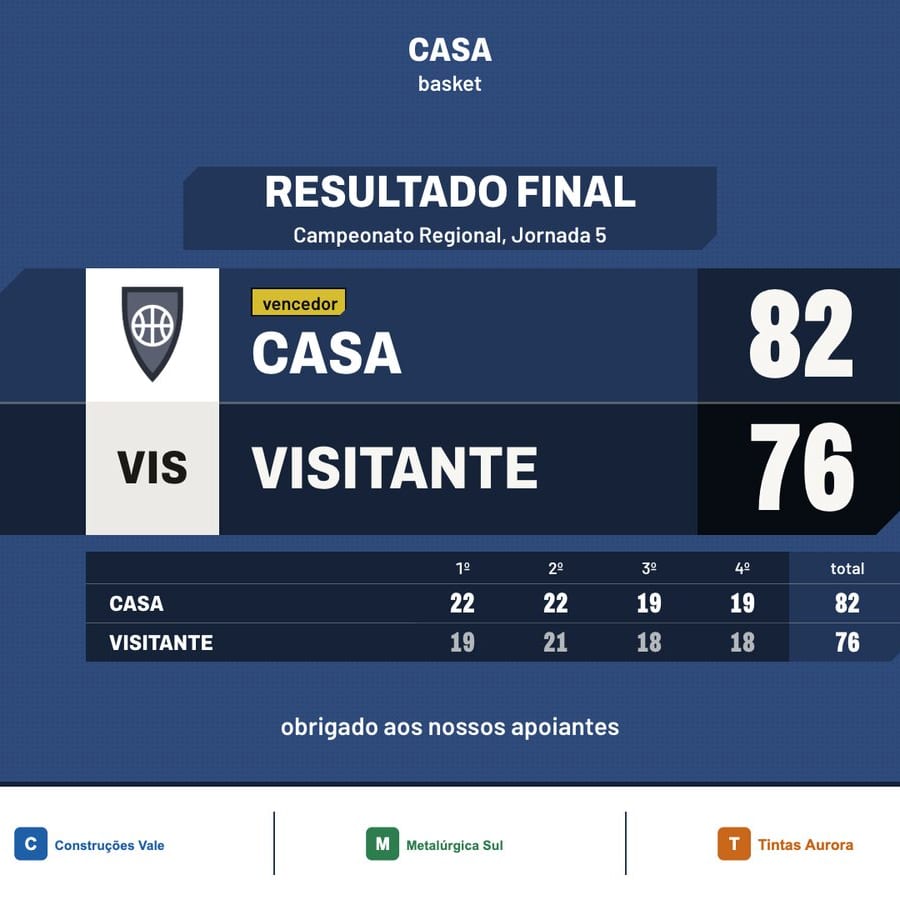 CASA
basket
RESULTADO FINAL
Campeonato Regional, Jornada 5
vencedor
CASA 82
VIS VISITANTE 76
1º 2º 3º 4º total
CASA 22 22 19 19 82
VISITANTE 19 21 18 18 76
obrigado aos nossos apoiantes
C Construções Vale M Metalúrgica Sul T Tintas Aurora